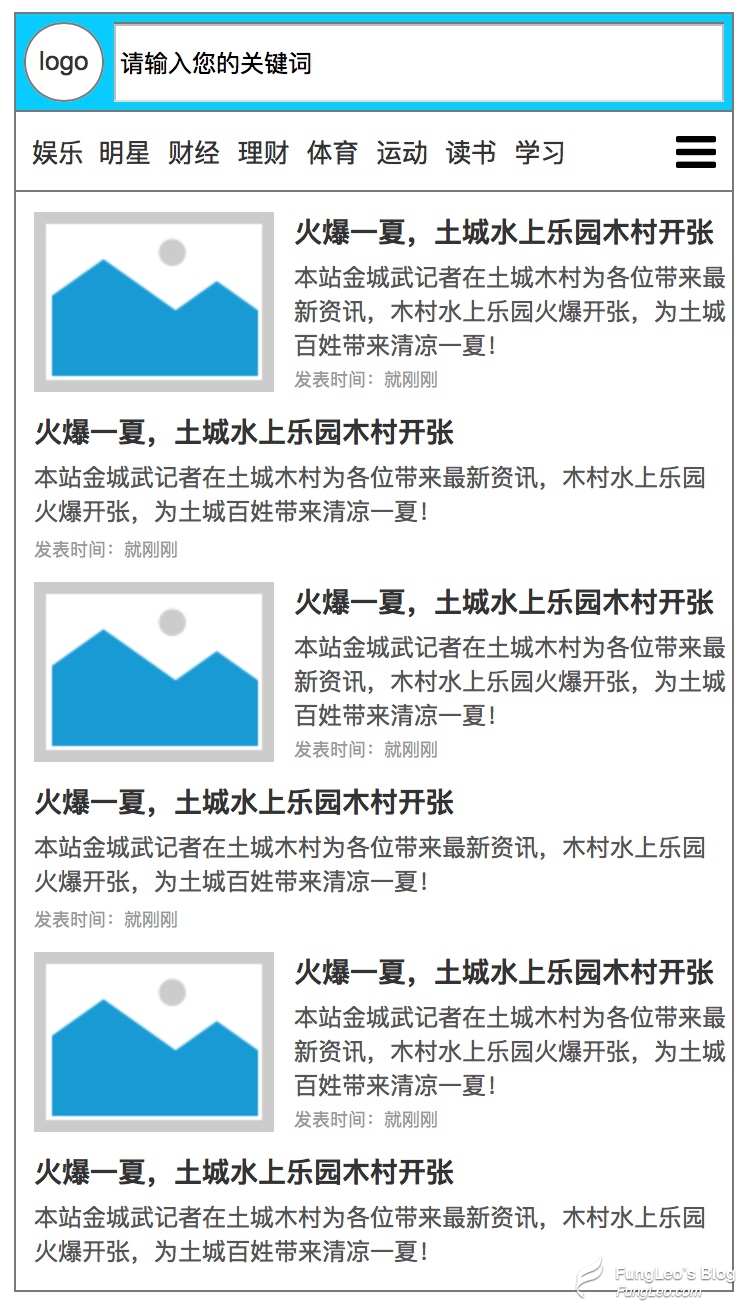 logo
请输入您的关键词
娱乐 明星 财经 理财 体育 运动 读书 学习
火爆一夏，土城水上乐园木村开张
本站金城武记者在土城木村为各位带来最
新资讯，木村水上乐园火爆开张，为土城
百姓带来清凉一夏！
发表时间：就刚刚
火爆一夏，土城水上乐园木村开张
本站金城武记者在土城木村为各位带来最新资讯，木村水上乐园
火爆开张，为土城百姓带来清凉一夏！
发表时间：就刚刚
火爆一夏，土城水上乐园木村开张
本站金城武记者在土城木村为各位带来最
新资讯，木村水上乐园火爆开张，为土城
百姓带来清凉一夏！
发表时间：就刚刚
火爆一夏，土城水上乐园木村开张
本站金城武记者在土城木村为各位带来最新资讯，木村水上乐园
火爆开张，为土城百姓带来清凉一夏！
发表时间：就刚刚
火爆一夏，土城水上乐园木村开张
本站金城武记者在土城木村为各位带来最
新资讯，木村水上乐园火爆开张，为土城
百姓带来清凉一夏！
发表时间：就刚刚
火爆一夏，土城水上乐园木村开张
本站金城武记者在土城木村为各位带来最新资讯，木村水上乐园
火爆开张，为土城百姓带来清凉一夏！
FungLeo's Blog
FungLeo.com